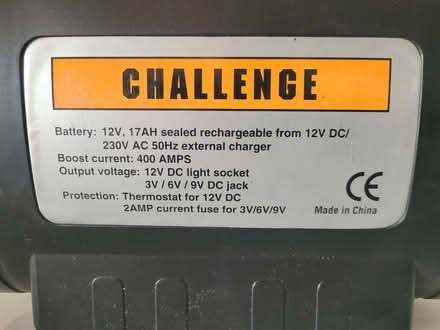 CHALLENGE
Battery: 12V, 17AH sealed rechargeable from 12V DC/
230V AC 50Hz external charger
Boost current: 400 AMPS
Output voltage: 12V DC light socket
3V / 6V / 9V DC jack
Protection: Thermostat for 12V DC
2AMP current fuse for 3V/6V/9V
CE
Made in China